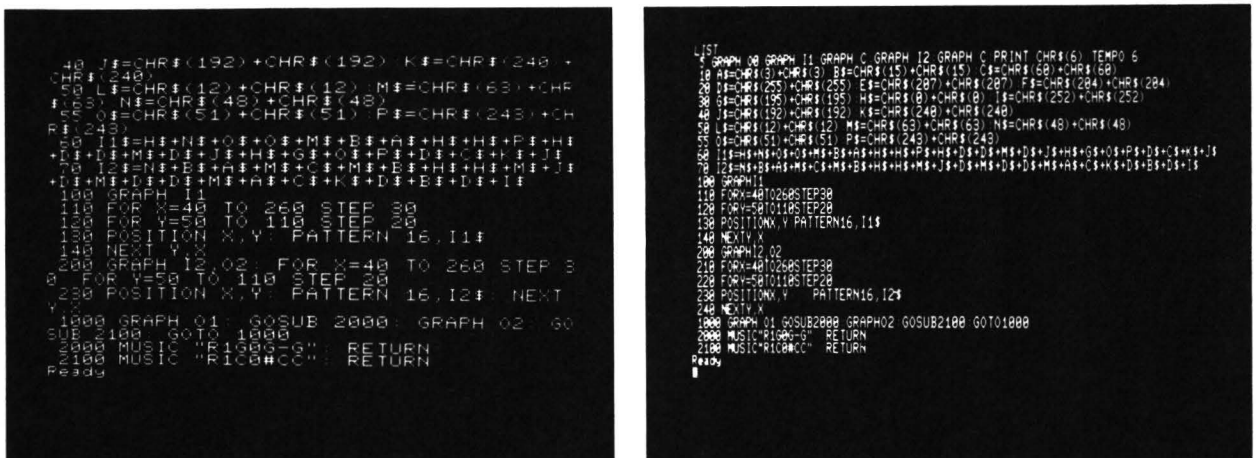 40 J$=CHR$(192)+CHR$(192):K$=CHR$(240)+
CHR$(240)
50 L$=CHR$(12)+CHR$(12):M$=CHR$(63)+CHR
$(63):N$=CHR$(48)+CHR$(48)
55 O$=CHR$(51)+CHR$(51):P$=CHR$(243)+CH
R$(243)
60 I1$=H$+N$+O$+O$+M$+B$+A$+H$+H$+P$+H$
+D$+D$+M$+D$+J$+H$+G$+O$+P$+D$+C$+K$+J$
70 I2$=N$+B$+A$+M$+C$+M$+B$+H$+H$+M$+J$
+D$+M$+D$+D$+M$+A$+C$+K$+D$+B$+D$+I$
100 GRAPH I1
110 FOR X=40 TO 260 STEP 30
120 FOR Y=50 TO 110 STEP 20
130 POSITION X,Y: PATTERN 16,I1$
140 NEXT Y,X
200 GRAPH I2,O2: FOR X=40 TO 260 STEP 3
0: FOR Y=50 TO 110 STEP 20
230 POSITION X,Y: PATTERN 16,I2$: NEXT
Y,X
1000 GRAPH O1: GOSUB 2000: GRAPH O2: GO
SUB 2100: GOTO 1000
2000 MUSIC "R1G0G-G": RETURN
2100 MUSIC "R1C0#CC": RETURN
Ready
LIST
5 GRAPH O0:GRAPH I1:GRAPH C:GRAPH I2:GRAPH C:PRINT CHR$(6):TEMPO 6
10 A$=CHR$(3)+CHR$(3):B$=CHR$(15)+CHR$(15):C$=CHR$(60)+CHR$(60)
20 D$=CHR$(255)+CHR$(255):E$=CHR$(207)+CHR$(207):F$=CHR$(204)+CHR$(204)
30 G$=CHR$(195)+CHR$(195):H$=CHR$(0)+CHR$(0):I$=CHR$(252)+CHR$(252)
40 J$=CHR$(192)+CHR$(192):K$=CHR$(240)+CHR$(240)
50 L$=CHR$(12)+CHR$(12):M$=CHR$(63)+CHR$(63):N$=CHR$(48)+CHR$(48)
55 O$=CHR$(51)+CHR$(51):P$=CHR$(243)+CHR$(243)
60 I1$=H$+N$+O$+O$+M$+B$+A$+H$+H$+P$+H$+D$+D$+M$+D$+J$+H$+G$+O$+P$+D$+C$+K$+J$
70 I2$=N$+B$+A$+M$+C$+M$+B$+H$+H$+M$+J$+D$+M$+D$+D$+M$+A$+C$+K$+D$+B$+D$+I$
100 GRAPHI1
110 FORX=40TO260STEP30
120 FORY=50TO110STEP20
130 POSITIONX,Y:PATTERN16,I1$
140 NEXTY,X
200 GRAPHI2,O2
210 FORX=40TO260STEP30
220 FORY=50TO110STEP20
230 POSITIONX,Y: PATTERN16,I2$
240 NEXTY,X
1000 GRAPH O1:GOSUB2000:GRAPHO2:GOSUB2100:GOTO1000
2000 MUSIC"R1G0G-G": RETURN
2100 MUSIC"R1C0#CC": RETURN
Ready